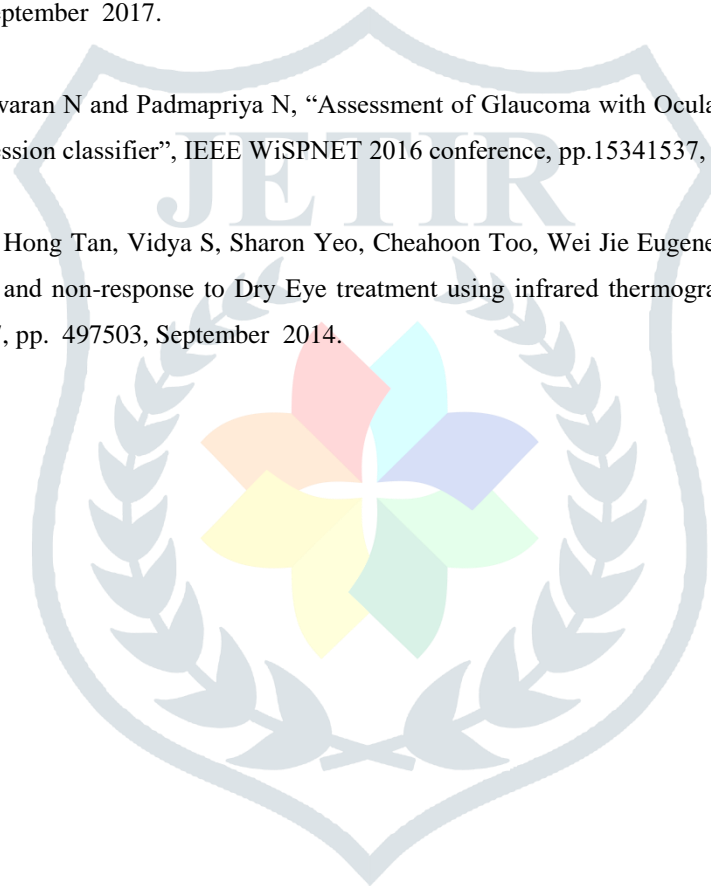 ptember 2017.
waran N and Padmapriya N, “Assessment of Glaucoma with Ocula
ession classifier”, IEEE WiSPNET 2016 conference, pp.15341537,
JETIR
Hong Tan, Vidya S, Sharon Yeo, Cheahoon Too, Wei Jie Eugene
and non-response to Dry Eye treatment using infrared thermogra
, pp. 497503, September 2014.